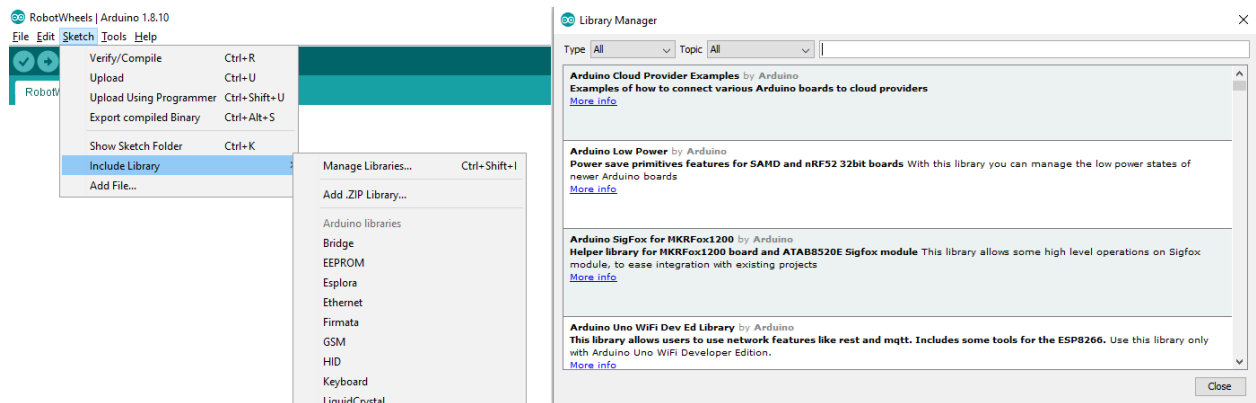 RobotWheels | Arduino 1.8.10
File Edit Sketch Tools Help
Verify/Compile Ctrl+R
Upload Ctrl+U
Upload Using Programmer Ctrl+Shift+U
Export compiled Binary Ctrl+Alt+S
Show Sketch Folder Ctrl+K
Include Library
Add File...
Manage Libraries... Ctrl+Shift+I
Add .ZIP Library...
Arduino libraries
Bridge
EEPROM
Esplora
Ethernet
Firmata
GSM
HID
Keyboard
LiquidCrystal
Library Manager
Type All Topic All
Arduino Cloud Provider Examples by Arduino
Examples of how to connect various Arduino boards to cloud providers
More info
Arduino Low Power by Arduino
Power save primitives features for SAMD and nRF52 32bit boards With this library you can manage the low power states of
newer Arduino boards
More info
Arduino SigFox for MKRFox1200 by Arduino
Helper library for MKRFox1200 board and ATAB8520E Sigfox module This library allows some high level operations on Sigfox
module, to ease integration with existing projects
More info
Arduino Uno WiFi Dev Ed Library by Arduino
This library allows users to use network features like rest and mqtt. Includes some tools for the ESP8266. Use this library only
with Arduino Uno WiFi Developer Edition.
More info
Close